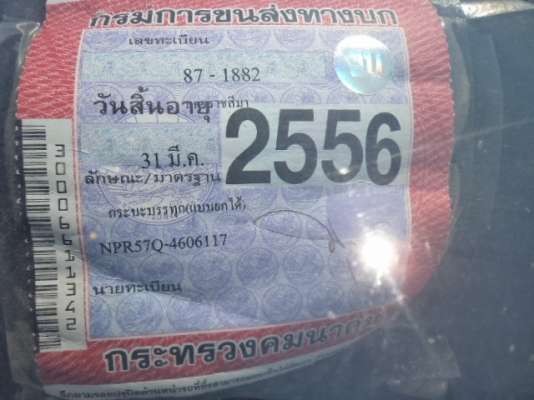 กรมการขนส่งทางบก
เลขทะเบียน
87 - 1882
วันสิ้นอายุ
31 มี.ค. 2556
ลักษณะ/มาตรฐาน
กระบะบรรทุก(แบบยกได้)
NPR57Q-4606117
นายทะเบียน
30006611342
กระทรวงคมนาคม